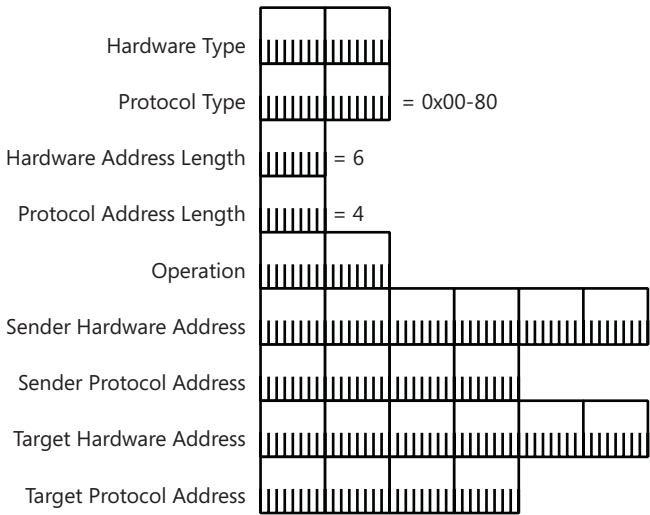 Hardware Type
Protocol Type = 0x00-80
Hardware Address Length = 6
Protocol Address Length = 4
Operation
Sender Hardware Address
Sender Protocol Address
Target Hardware Address
Target Protocol Address